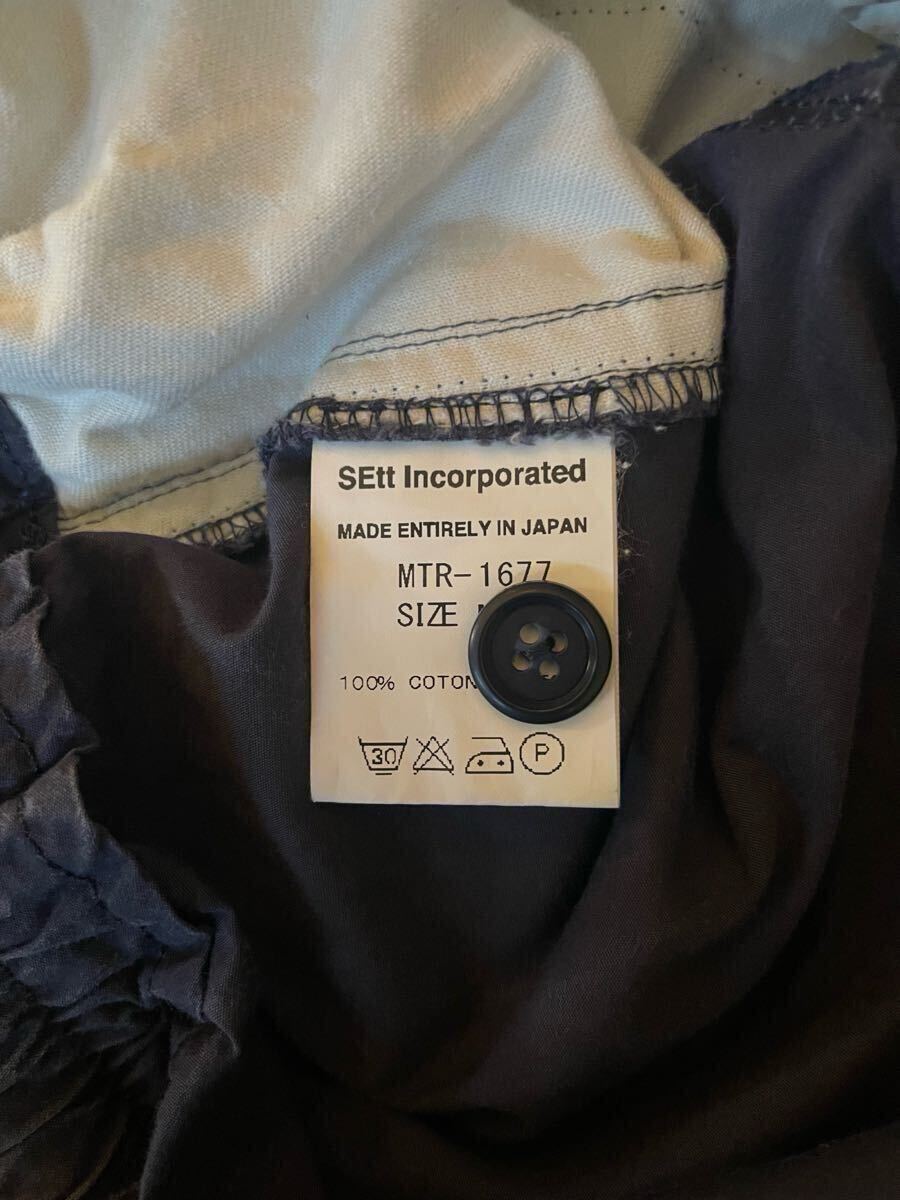 SEtt Incorporated
MADE ENTIRELY IN JAPAN
MTR-1677
SIZE
100% COTON
30
P